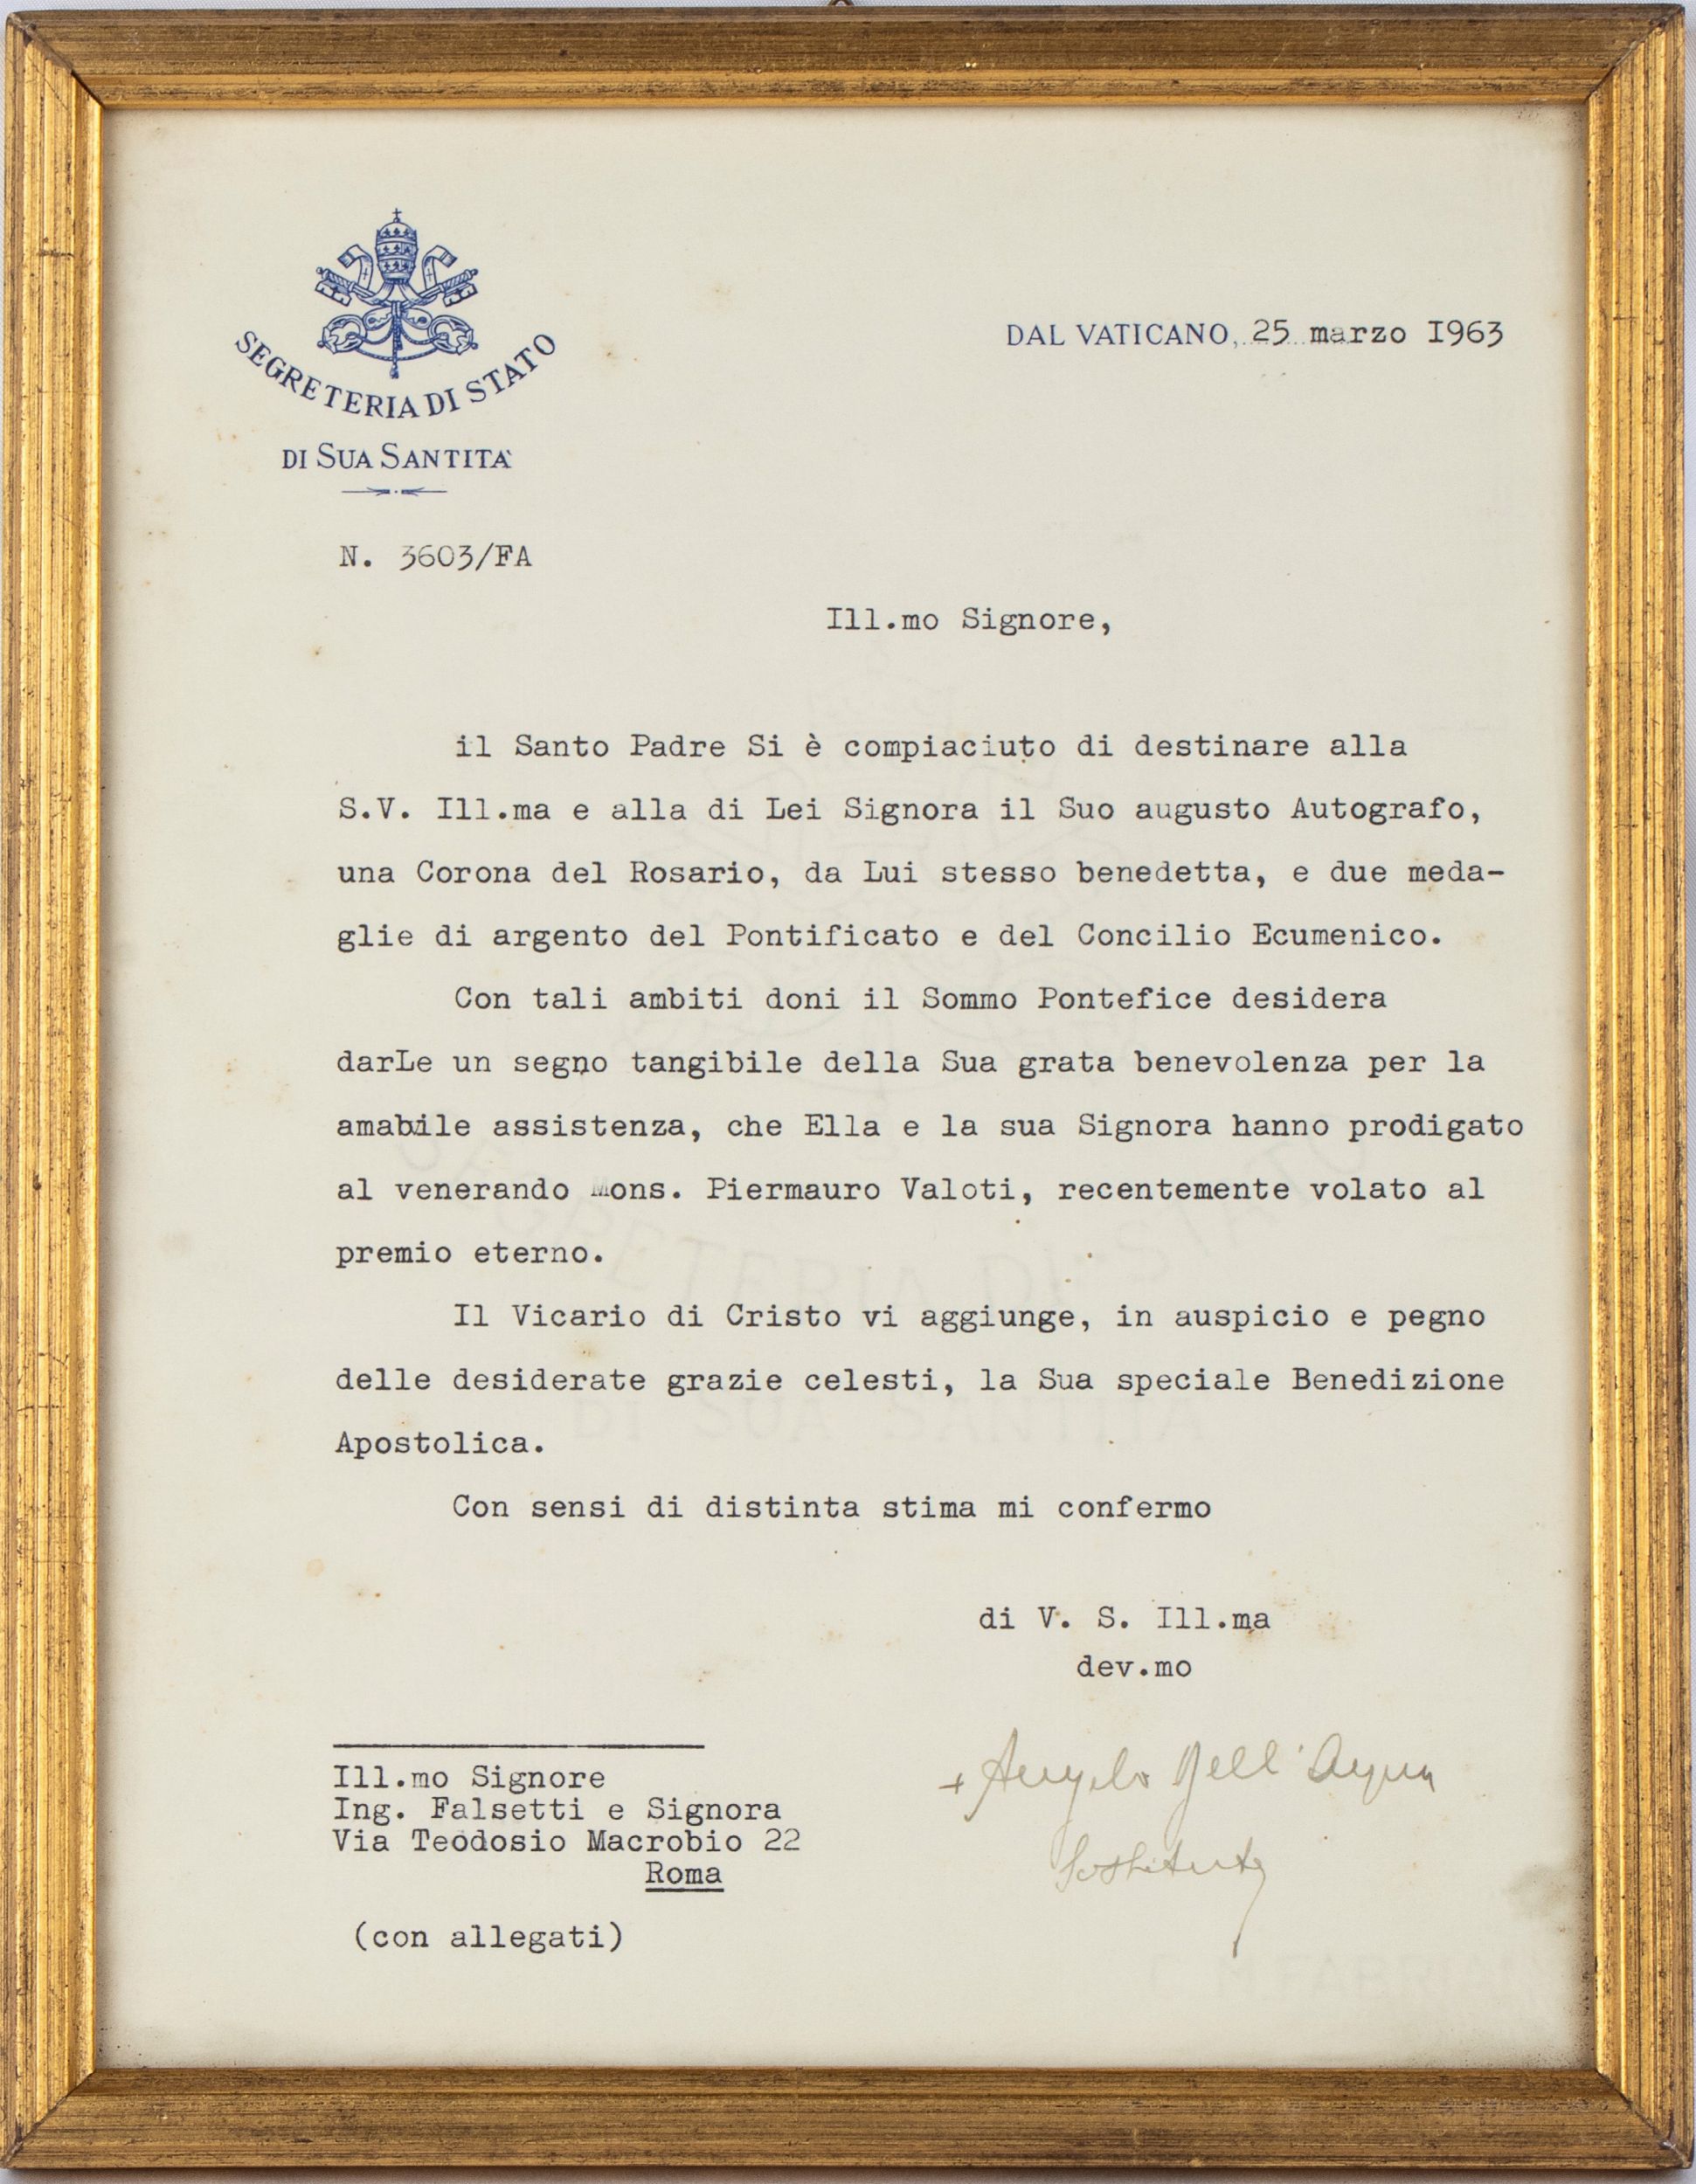 SEGRETERIA DI STATO
DI SUA SANTITA'
DAL VATICANO, 25 marzo 1963
N. 3603/FA
Ill.mo Signore,
il Santo Padre Si è compiaciuto di destinare alla
S.V. Ill.ma e alla di Lei Signora il Suo augusto Autografo,
una Corona del Rosario, da Lui stesso benedetta, e due meda-
glie di argento del Pontificato e del Concilio Ecumenico.
Con tali ambiti doni il Sommo Pontefice desidera
darLe un segno tangibile della Sua grata benevolenza per la
amabile assistenza, che Ella e la sua Signora hanno prodigato
al venerando Mons. Piermauro Valoti, recentemente volato al
premio eterno.
Il Vicario di Cristo vi aggiunge, in auspicio e pegno
delle desiderate grazie celesti, la Sua speciale Benedizione
Apostolica.
Con sensi di distinta stima mi confermo
di V. S. Ill.ma
dev.mo
+ Angelo Dell'Acqua
Sostituto
Ill.mo Signore
Ing. Falsetti e Signora
Via Teodosio Macrobio 22
Roma
(con allegati)
SEGRETERIA DI STATO
DI SUA SANTITA
FABRIANO